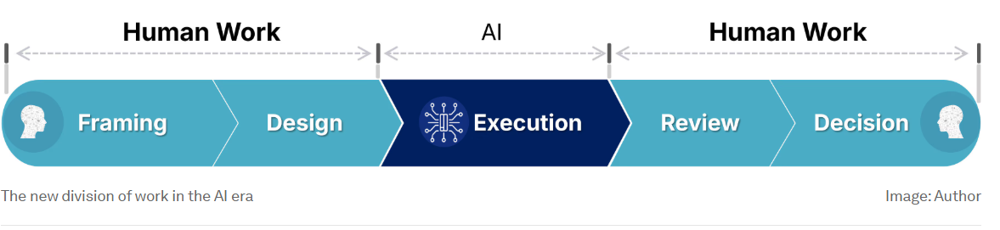 Human Work AI Human Work
Framing Design Execution Review Decision
The new division of work in the AI era Image: Author